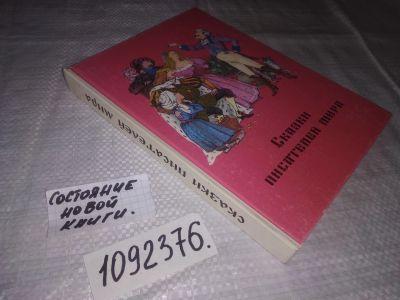 Сказки
писателей мира
СКАЗКИ ПИСАТЕЛЕЙ МИРА
СОСТОЯНИЕ
НОВОЙ
КНИГИ.
1092376.